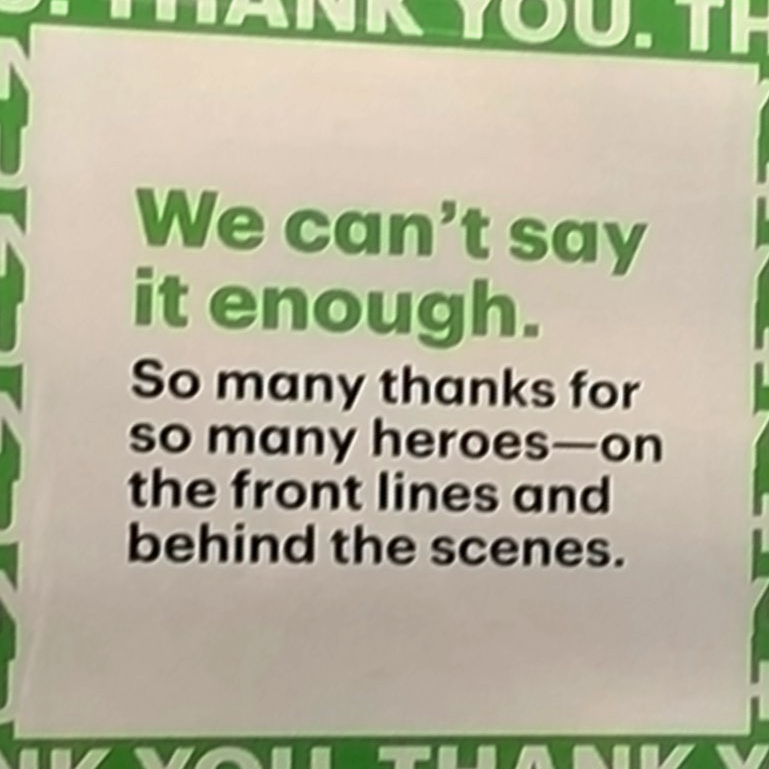 THANK YOU.
We can't say
it enough.
So many thanks for
so many heroes—on
the front lines and
behind the scenes.
YOU. THANK